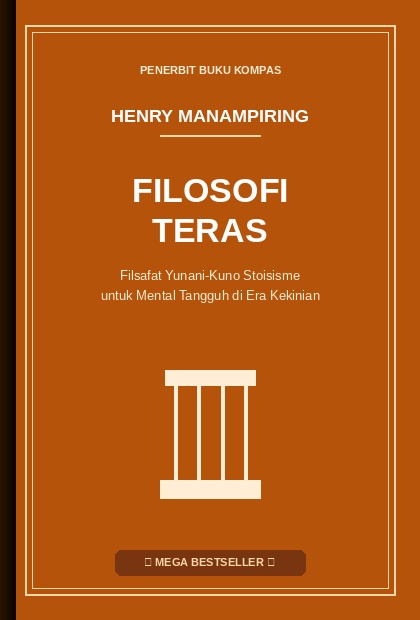 PENERBIT BUKU KOMPAS
HENRY MANAMPIRING
FILOSOFI
TERAS
Filsafat Yunani-Kuno Stoisisme
untuk Mental Tangguh di Era Kekinian
MEGA BESTSELLER